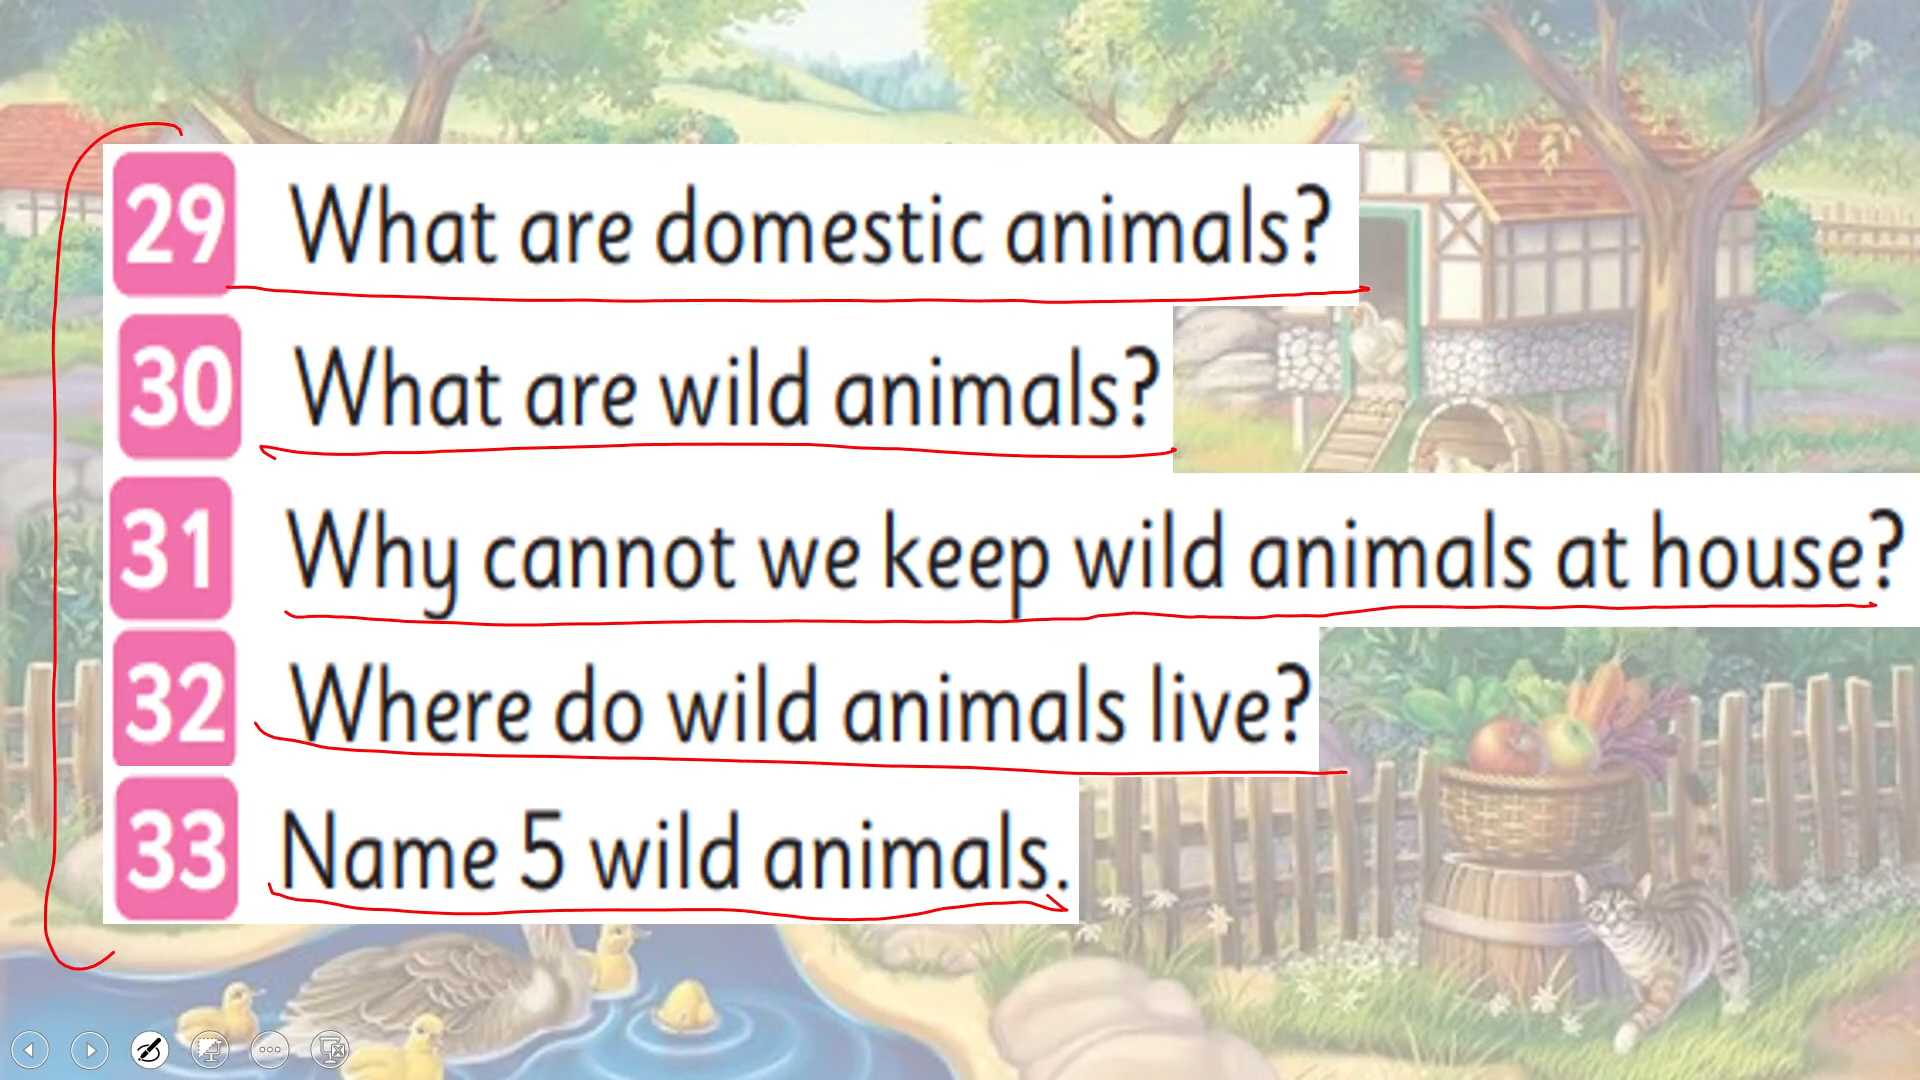 29 What are domestic animals?
30 What are wild animals?
31 Why cannot we keep wild animals at house?
32 Where do wild animals live?
33 Name 5 wild animals.